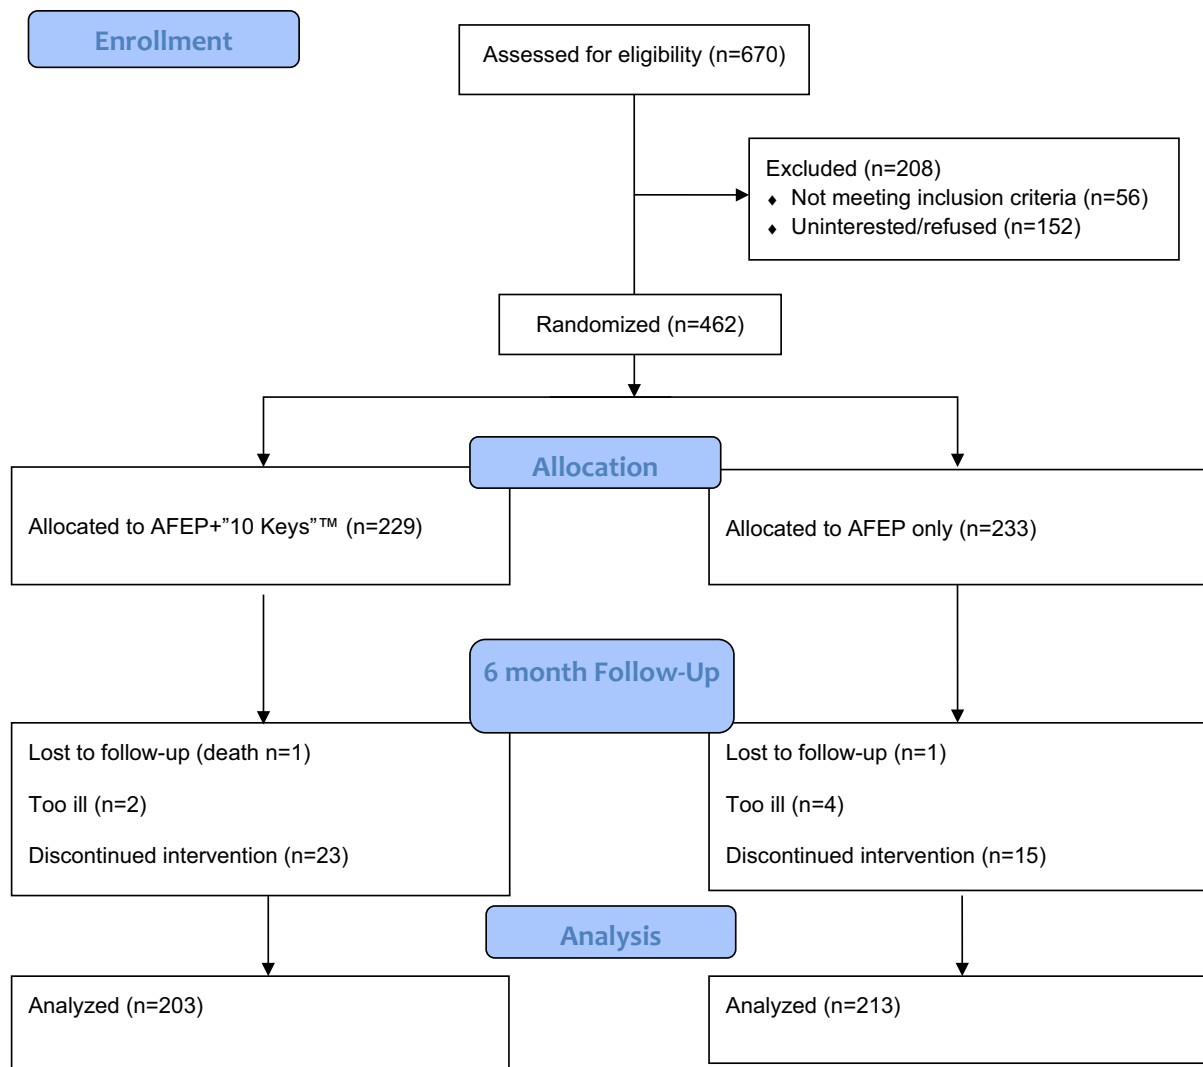 Enrollment
Assessed for eligibility (n=670)
Excluded (n=208)
♦ Not meeting inclusion criteria (n=56)
♦ Uninterested/refused (n=152)
Randomized (n=462)
Allocation
Allocated to AFEP+”10 Keys”™ (n=229)
Allocated to AFEP only (n=233)
6 month Follow-Up
Lost to follow-up (death n=1)
Too ill (n=2)
Discontinued intervention (n=23)
Lost to follow-up (n=1)
Too ill (n=4)
Discontinued intervention (n=15)
Analysis
Analyzed (n=203)
Analyzed (n=213)